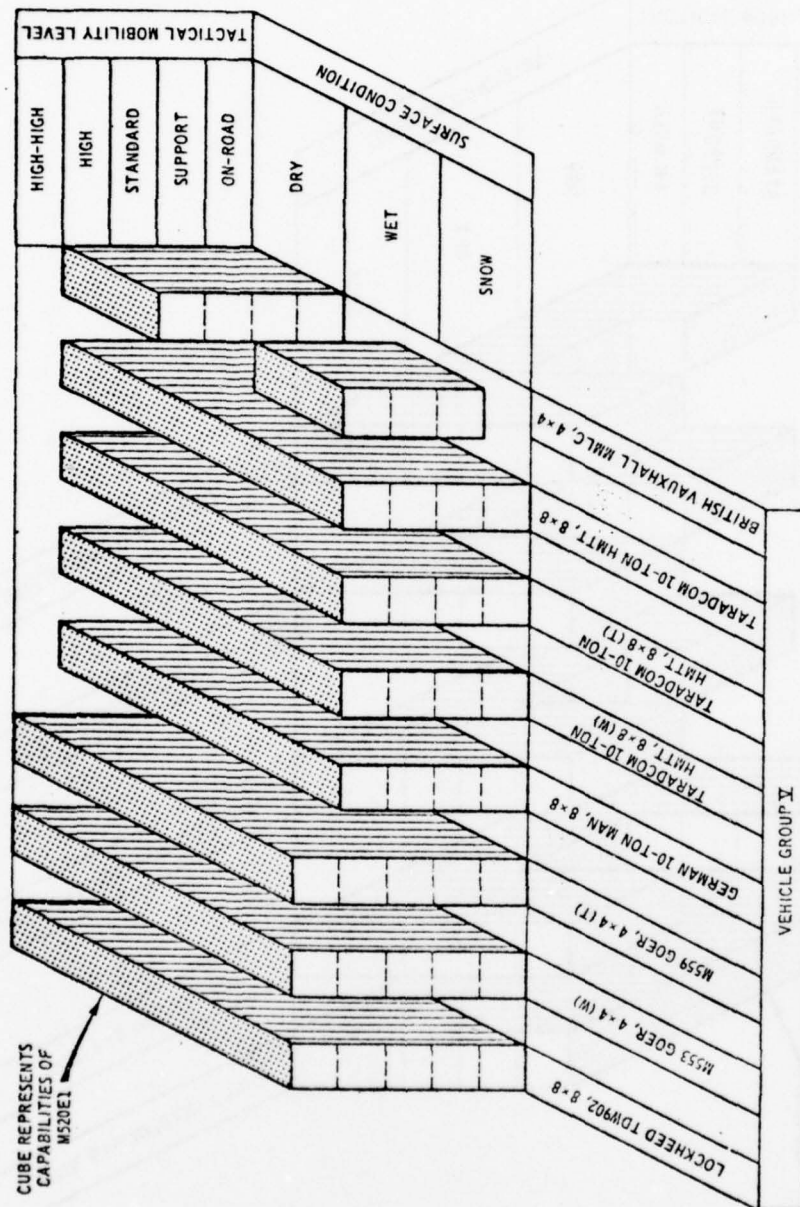 CUBE REPRESENTS
CAPABILITIES OF
M520E1
TACTICAL MOBILITY LEVEL
HIGH-HIGH
HIGH
STANDARD
SUPPORT
ON-ROAD
SURFACE CONDITION
DRY
WET
SNOW
LOCKHEED TDW902, 8×8
M553 GOER, 4×4 (W)
M559 GOER, 4×4 (T)
GERMAN 10-TON MAN, 8×8
TARADCOM 10-TON
HMTT, 8×8 (W)
TARADCOM 10-TON
HMTT, 8×8 (T)
TARADCOM 10-TON HMTT, 8×8
BRITISH VAUXHALL MMLC, 4×4
VEHICLE GROUP V